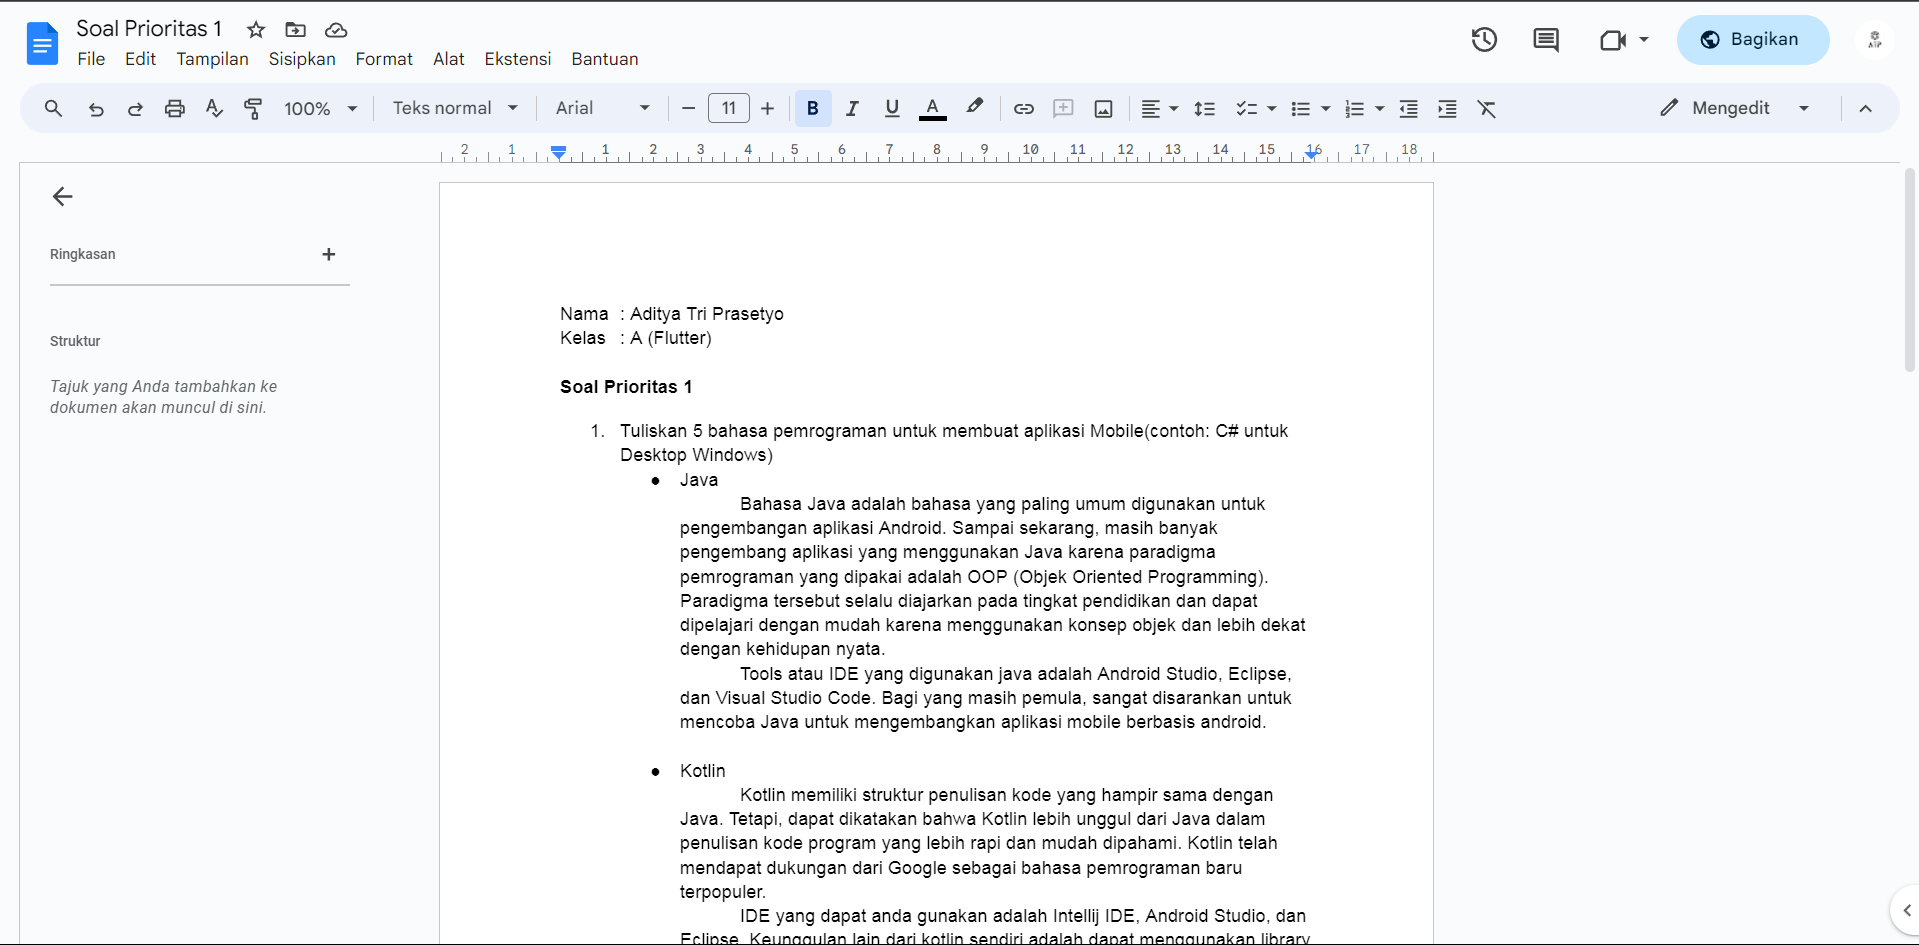 Soal Prioritas 1
File Edit Tampilan Sisipkan Format Alat Ekstensi Bantuan
Bagikan
100% Teks normal Arial 11 B I U A Mengedit
2 1 1 2 3 4 5 6 7 8 9 10 11 12 13 14 15 16 17 18
Ringkasan
Struktur
Tajuk yang Anda tambahkan ke
dokumen akan muncul di sini.
Nama : Aditya Tri Prasetyo
Kelas : A (Flutter)
Soal Prioritas 1
1. Tuliskan 5 bahasa pemrograman untuk membuat aplikasi Mobile(contoh: C# untuk
Desktop Windows)
● Java
Bahasa Java adalah bahasa yang paling umum digunakan untuk
pengembangan aplikasi Android. Sampai sekarang, masih banyak
pengembang aplikasi yang menggunakan Java karena paradigma
pemrograman yang dipakai adalah OOP (Objek Oriented Programming).
Paradigma tersebut selalu diajarkan pada tingkat pendidikan dan dapat
dipelajari dengan mudah karena menggunakan konsep objek dan lebih dekat
dengan kehidupan nyata.
Tools atau IDE yang digunakan java adalah Android Studio, Eclipse,
dan Visual Studio Code. Bagi yang masih pemula, sangat disarankan untuk
mencoba Java untuk mengembangkan aplikasi mobile berbasis android.
● Kotlin
Kotlin memiliki struktur penulisan kode yang hampir sama dengan
Java. Tetapi, dapat dikatakan bahwa Kotlin lebih unggul dari Java dalam
penulisan kode program yang lebih rapi dan mudah dipahami. Kotlin telah
mendapat dukungan dari Google sebagai bahasa pemrograman baru
terpopuler.
IDE yang dapat anda gunakan adalah Intellij IDE, Android Studio, dan
Eclipse. Keunggulan lain dari kotlin sendiri adalah dapat menggunakan library